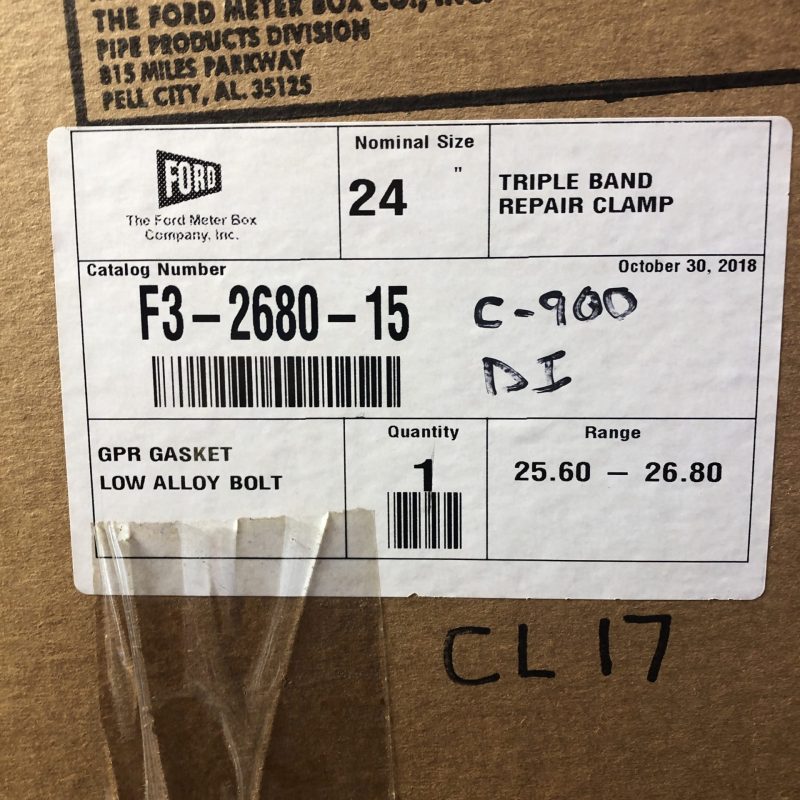 THE FORD METER BOX CO., INC.
PIPE PRODUCTS DIVISION
815 MILES PARKWAY
PELL CITY, AL. 35125
FORD
The Ford Meter Box
Company, Inc.
Nominal Size
24"
TRIPLE BAND
REPAIR CLAMP
Catalog Number
October 30, 2018
F3-2680-15
C-900
DI
GPR GASKET
LOW ALLOY BOLT
Quantity
1
Range
25.60 – 26.80
CL 17